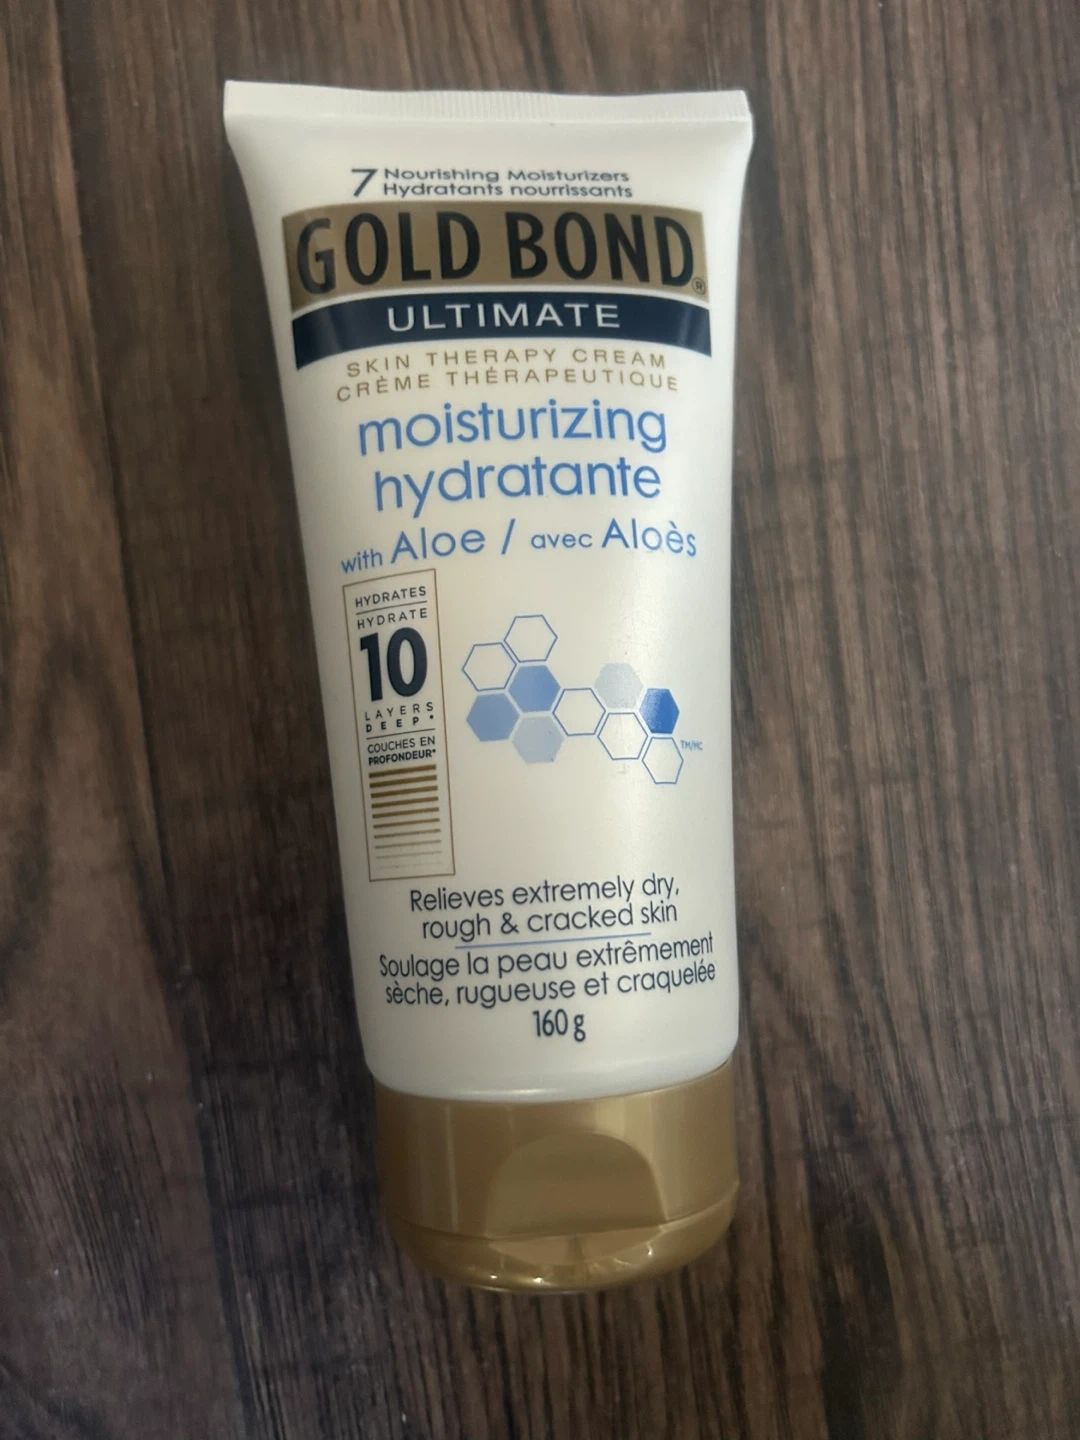 7 Nourishing Moisturizers
Hydratants nourrissants
GOLD BOND®
ULTIMATE
SKIN THERAPY CREAM
CRÈME THÉRAPEUTIQUE
moisturizing
hydratante
with Aloe / avec Aloès
HYDRATES
HYDRATE
10
LAYERS
DEEP*
COUCHES EN
PROFONDEUR*
TM/MC
Relieves extremely dry,
rough & cracked skin
Soulage la peau extrêmement
sèche, rugueuse et craquelée
160 g